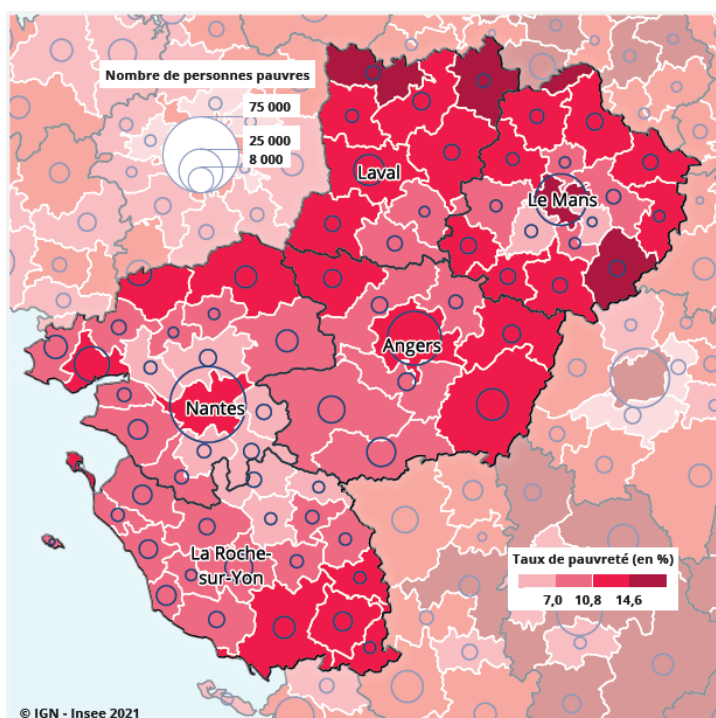 Nombre de personnes pauvres
75 000
25 000
8 000
Laval
Le Mans
Angers
Nantes
La Roche-
sur-Yon
Taux de pauvreté (en %)
7,0 10,8 14,6
© IGN - Insee 2021